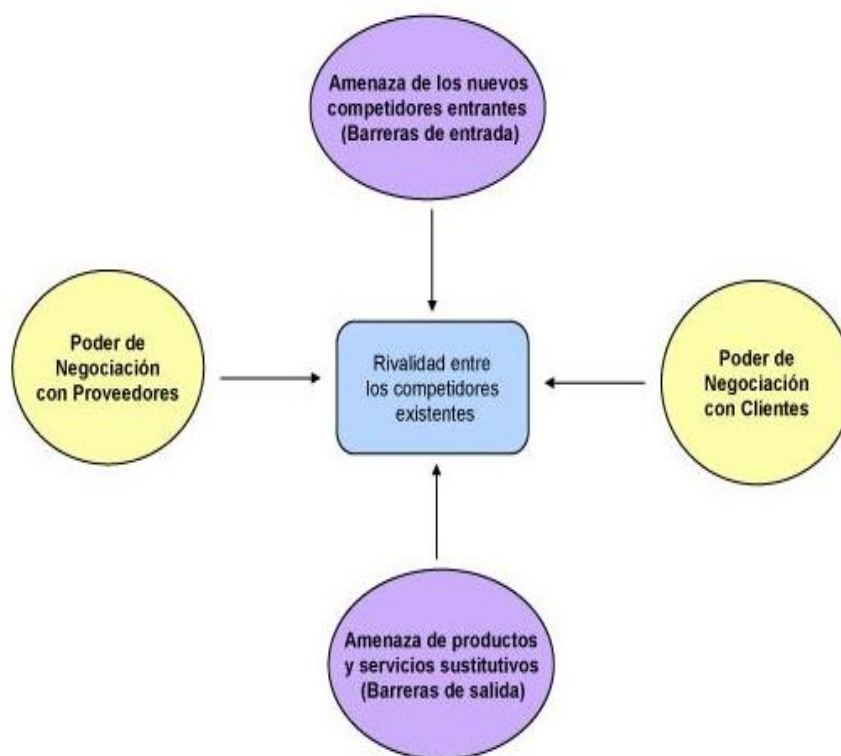 Amenaza de los nuevos
competidores entrantes
(Barreras de entrada)
Poder de
Negociación
con Proveedores
Rivalidad entre
los competidores
existentes
Poder de
Negociación
con Clientes
Amenaza de productos
y servicios sustitutivos
(Barreras de salida)